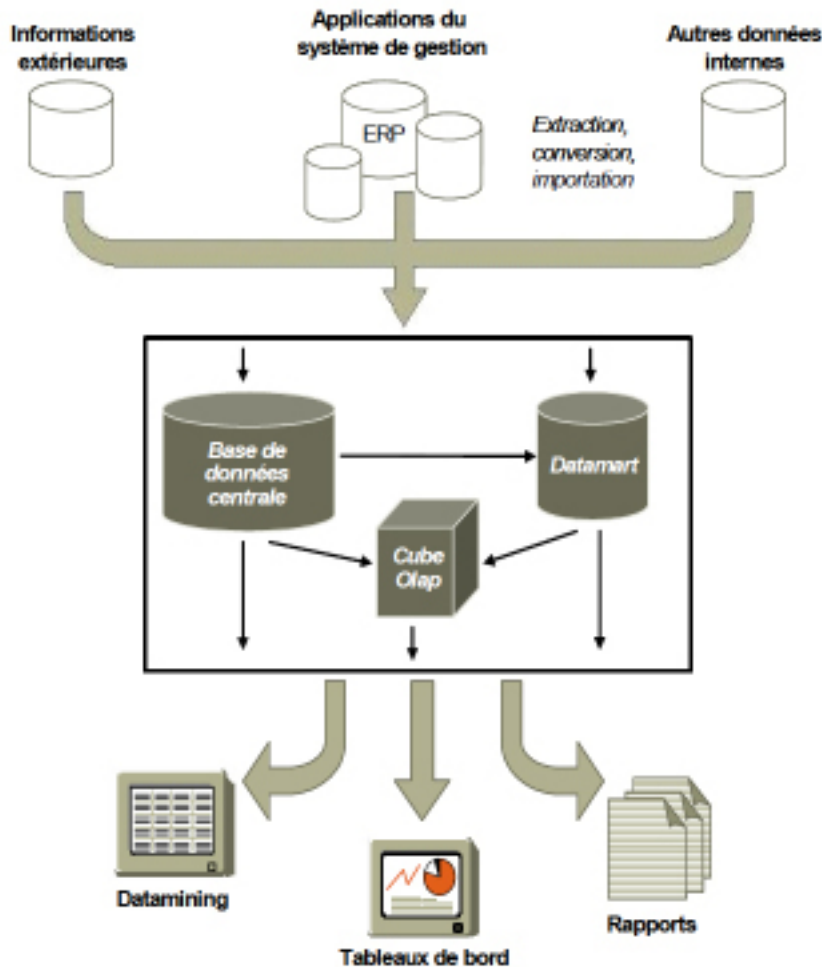 Informations
extérieures
Applications du
système de gestion
Autres données
internes
ERP
Extraction,
conversion,
importation
Base de
données
centrale
Datamart
Cube
Olap
Datamining
Tableaux de bord
Rapports